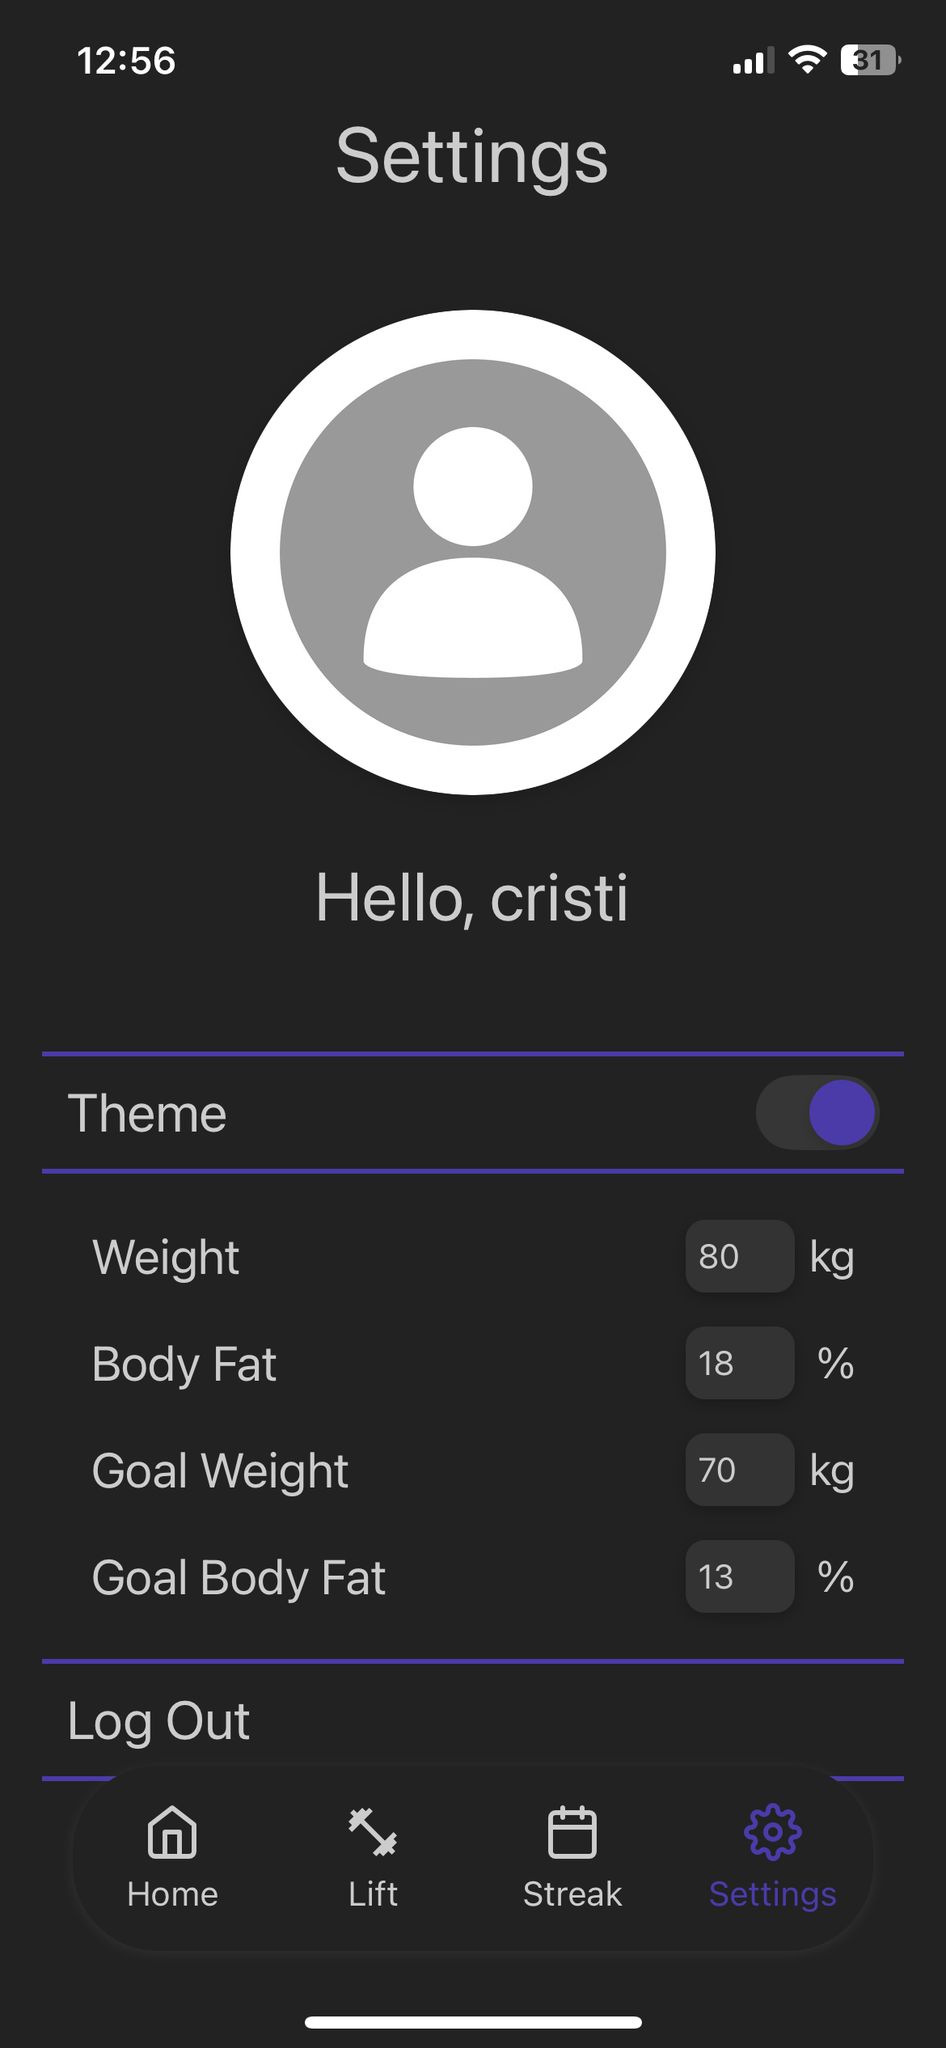 12:56
31
Settings
Hello, cristi
Theme
Weight 80 kg
Body Fat 18 %
Goal Weight 70 kg
Goal Body Fat 13 %
Log Out
Home Lift Streak Settings